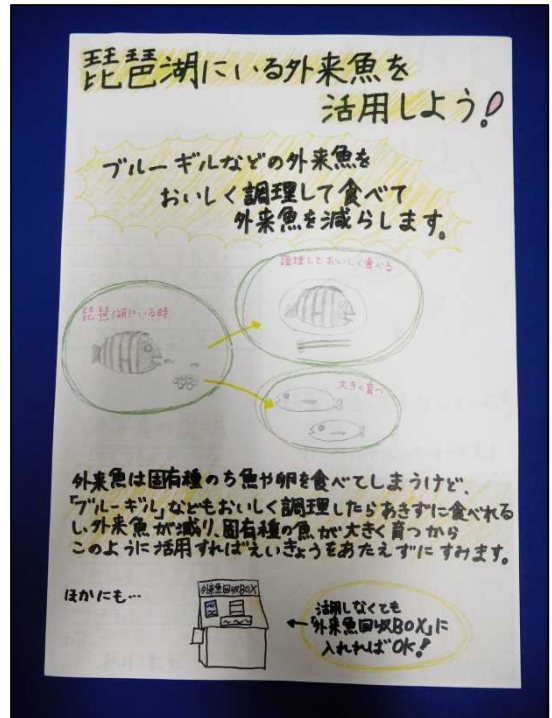 琵琶湖にいる外来魚を
活用しよう!
ブルーギルなどの外来魚を
おいしく調理して食べて
外来魚を減らします。
調理しておいしく食べる
琵琶湖にいる時
大きく育つ
外来魚は固有種のち魚や卵を食べてしまうけど、
「ブルーギル」などもおいしく調理したらあきずに食べれる
し、外来魚が減り、固有種の魚が大きく育つから
このように活用すればえいきょうをあたえずにすみます。
ほかにも…
外来魚回収BOX
活用しなくても
「外来魚回収BOX」に
入れればOK!